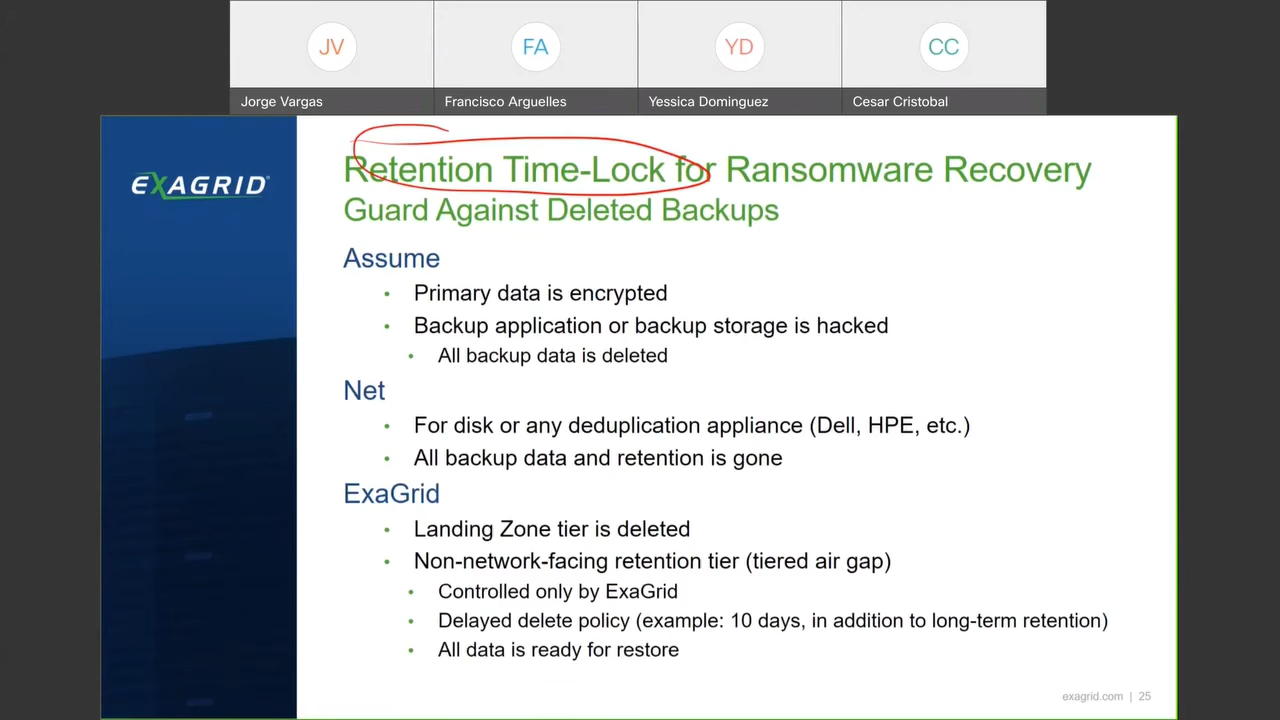 JV
FA
YD
CC
Jorge Vargas
Francisco Arguelles
Yessica Dominguez
Cesar Cristobal
EXAGRID®
Retention Time-Lock for Ransomware Recovery
Guard Against Deleted Backups
Assume
• Primary data is encrypted
• Backup application or backup storage is hacked
• All backup data is deleted
Net
• For disk or any deduplication appliance (Dell, HPE, etc.)
• All backup data and retention is gone
ExaGrid
• Landing Zone tier is deleted
• Non-network-facing retention tier (tiered air gap)
• Controlled only by ExaGrid
• Delayed delete policy (example: 10 days, in addition to long-term retention)
• All data is ready for restore
exagrid.com | 25